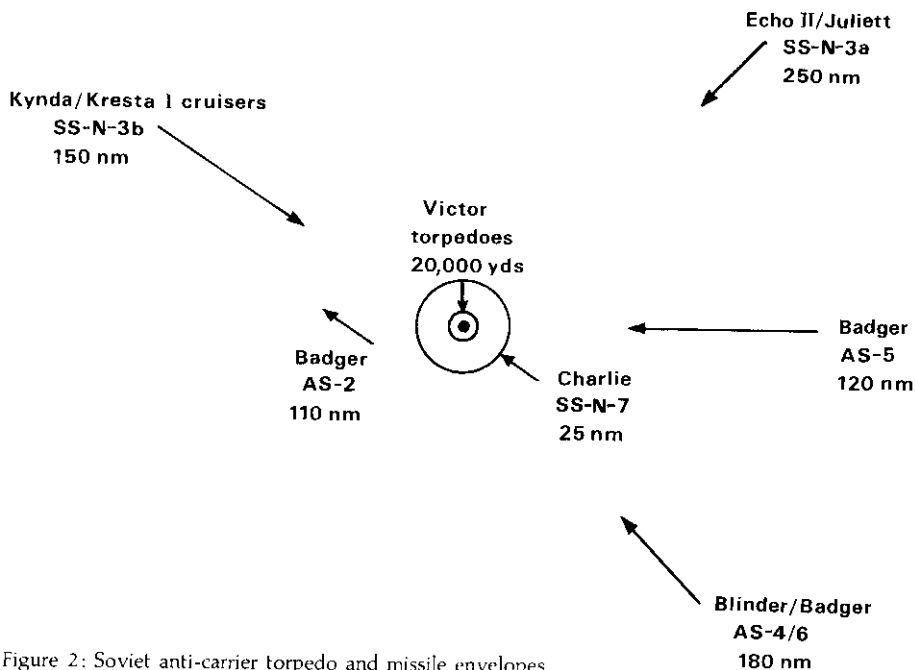 Echo II/Juliett
SS-N-3a
250 nm
Kynda/Kresta I cruisers
SS-N-3b
150 nm
Victor
torpedoes
20,000 yds
Badger
AS-2
110 nm
Charlie
SS-N-7
25 nm
Badger
AS-5
120 nm
Blinder/Badger
AS-4/6
180 nm
Figure 2: Soviet anti-carrier torpedo and missile envelopes